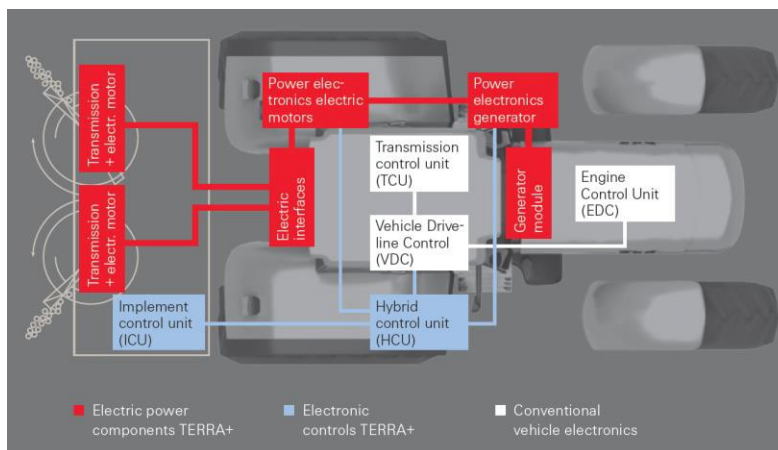 Transmission
+ electr. motor
Transmission
+ electr. motor
Power elec-
tronics electric
motors
Power
electronics
generator
Electric
interfaces
Transmission
control unit
(TCU)
Generator
module
Engine
Control Unit
(EDC)
Vehicle Drive-
line Control
(VDC)
Implement
control unit
(ICU)
Hybrid
control unit
(HCU)
Electric power
components TERRA+
Electronic
controls TERRA+
Conventional
vehicle electronics